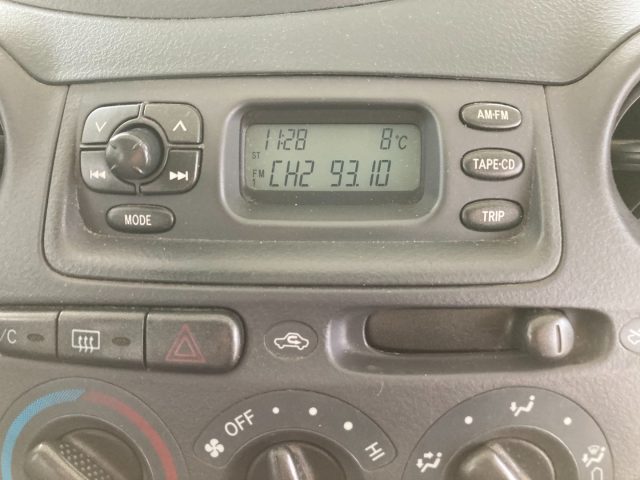 11:28 8°C
ST
FM 1 CH2 93.10
AM·FM
TAPE·CD
TRIP
MODE
/C
OFF
HI